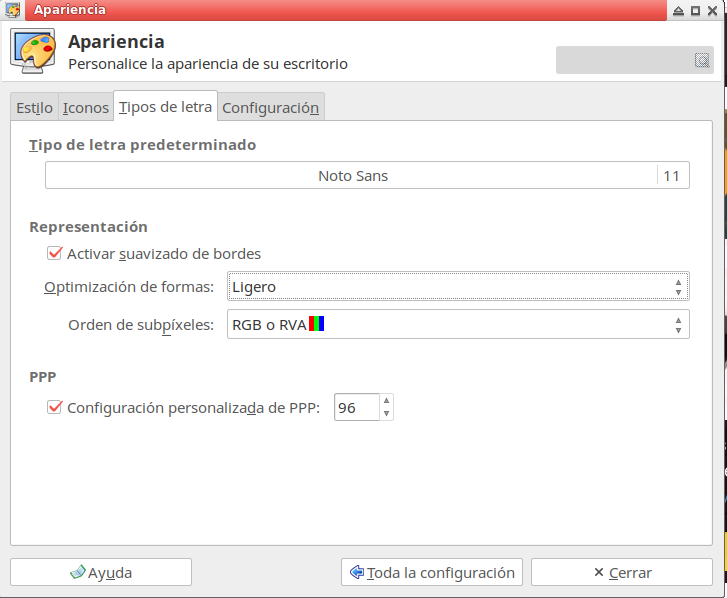 Apariencia
Apariencia
Personalice la apariencia de su escritorio
Estilo Iconos Tipos de letra Configuración
Tipo de letra predeterminado
Noto Sans 11
Representación
Activar suavizado de bordes
Optimización de formas: Ligero
Orden de subpíxeles: RGB o RVA
PPP
Configuración personalizada de PPP: 96
Ayuda Toda la configuración Cerrar